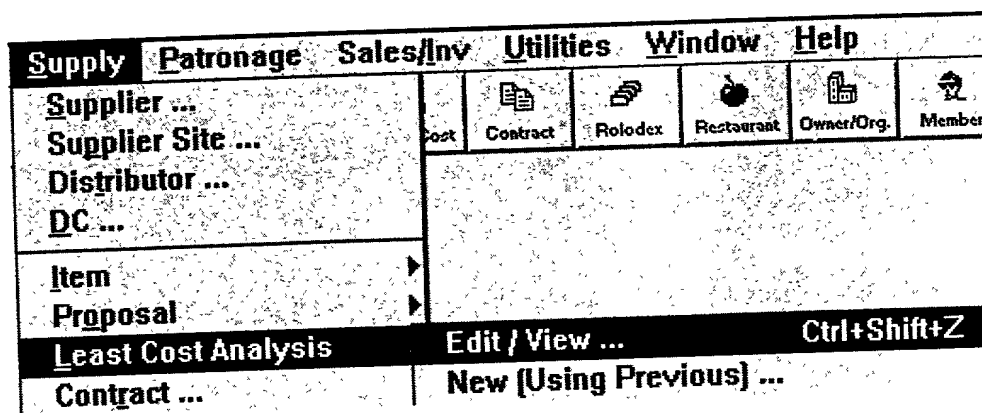 Supply Patronage Sales/Inv Utilities Window Help
Supplier ...
Supplier Site ...
Distributor ...
DC ...
Cost Contract Rolodex Restaurant Owner/Org. Member
Item
Proposal
Least Cost Analysis Edit / View ... Ctrl+Shift+Z
Contract ... New (Using Previous) ...